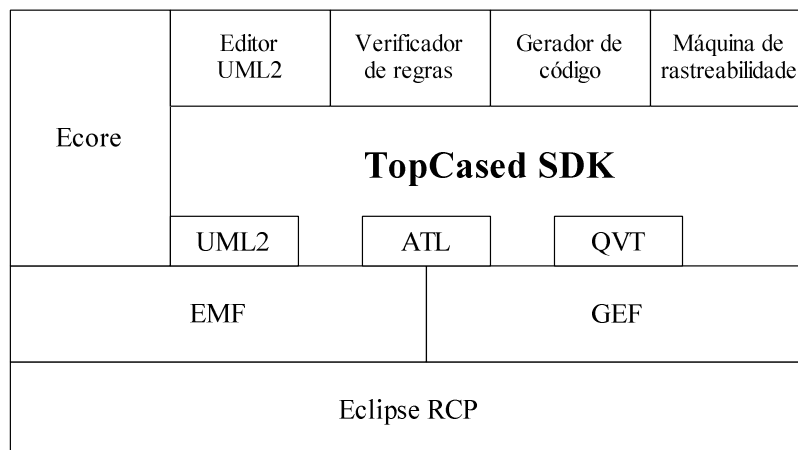 Editor
UML2
Verificador
de regras
Gerador de
código
Máquina de
rastreabilidade
Ecore
TopCased SDK
UML2
ATL
QVT
EMF
GEF
Eclipse RCP